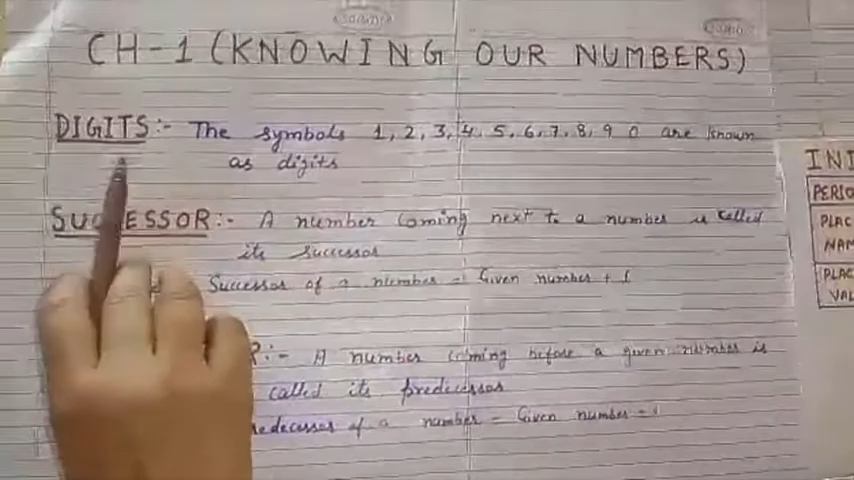 CH-1 (KNOWING OUR NUMBERS)
DIGITS:- The symbols 1, 2, 3, 4, 5, 6, 7, 8, 9 0 are known
as digits
SUCCESSOR:- A number coming next to a number is called
its successor
Successor of a number = Given number + 1
R:- A number coming before a given number is
called its predecessor
redecessor of a number = Given number - 1
IN
PERIO
PLAC
NAM
PLAC
VAL